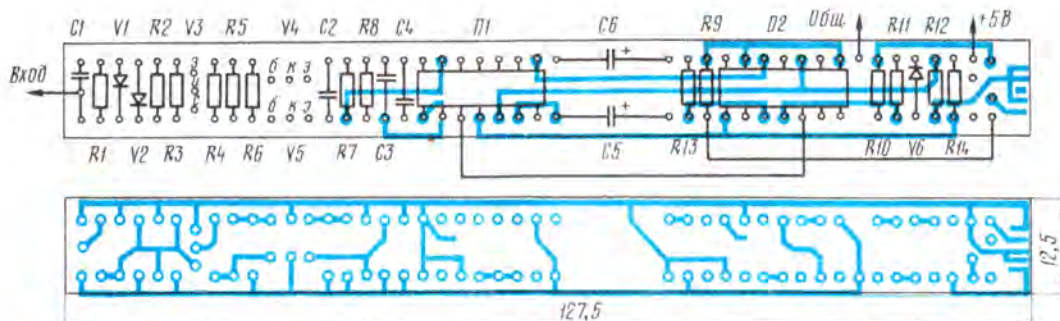 C1 V1 R2 V3 R5 V4 C2 R8 C4 П1 C6 R9 D2 Общ. R11 R12 +5В
Вход
з
б к э
+
б к э
+
R1 V2 R3 R4 R6 V5 R7 C3 C5 R13 R10 V6 R14
12,5
127,5